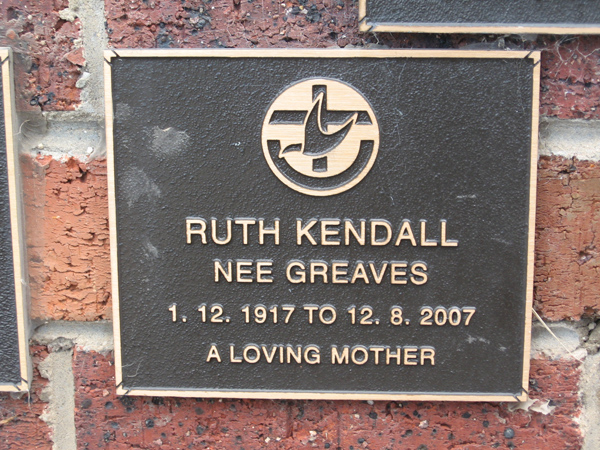 RUTH KENDALL
NEE GREAVES
1. 12. 1917 TO 12. 8. 2007
A LOVING MOTHER